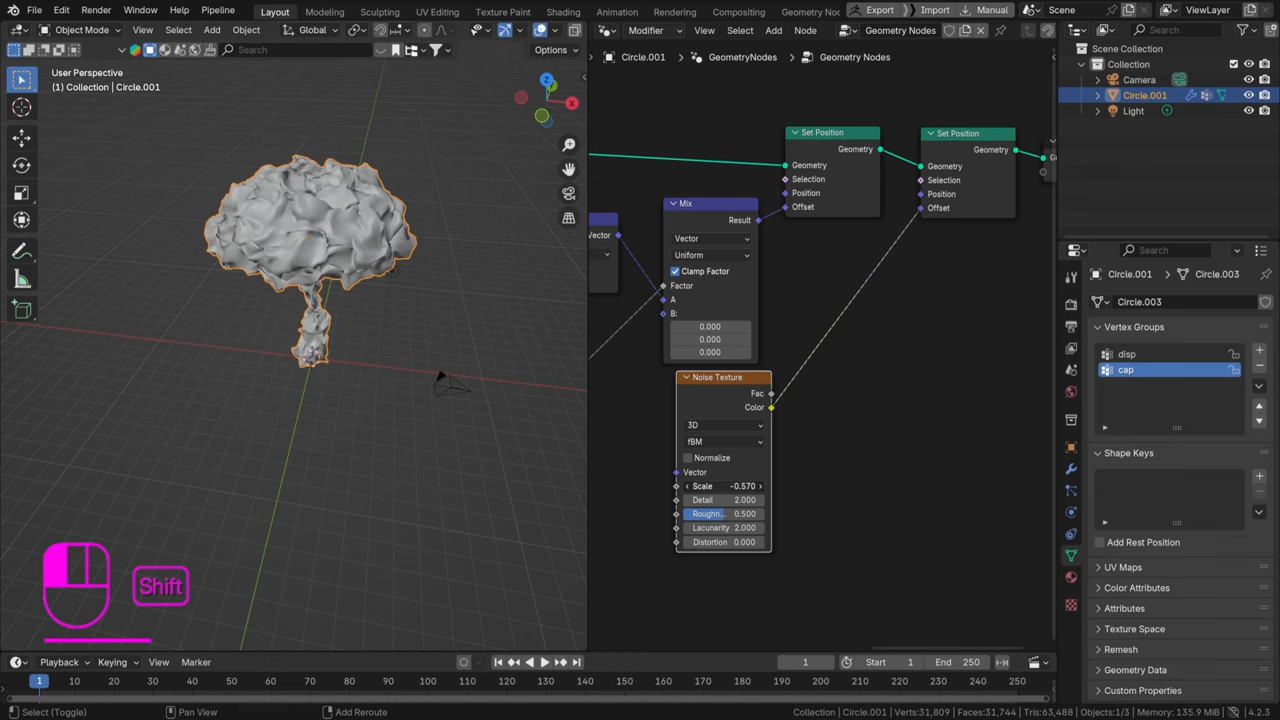 File Edit Render Window Help Pipeline Layout Modeling Sculpting UV Editing Texture Paint Shading Animation Rendering Compositing Geometry Nod Export Import Manual Scene ViewLayer
Object Mode View Select Add Object Global Modifier View Select Add Node Geometry Nodes Search
Search Options Circle.001 GeometryNodes Geometry Nodes Scene Collection
Collection
Camera
Circle.001
Light
User Perspective
(1) Collection | Circle.001
Set Position
Geometry
Geometry
Selection
Position
Offset
Set Position
Geometry
Geometry
Selection
Position
Offset
Vector
Mix
Result
Vector
Uniform
Clamp Factor
Factor
A
B:
0.000
0.000
0.000
Noise Texture
Fac
Color
3D
fBM
Normalize
Vector
Scale -0.570
Detail 2.000
Roughn... 0.500
Lacunarity 2.000
Distortion 0.000
Search
Circle.001 Circle.003
Circle.003
Vertex Groups
disp
cap
Shape Keys
Add Rest Position
UV Maps
Color Attributes
Attributes
Texture Space
Remesh
Geometry Data
Custom Properties
Shift
Playback Keying View Marker 1 Start 1 End 250
1 10 20 30 40 50 60 70 80 90 100 110 120 130 140 150 160 170 180 190 200 210 220 230 240 250
Select (Toggle) Pan View Add Reroute Collection | Circle.001 | Verts:31,809 | Faces:31,744 | Tris:63,488 | Objects:1/3 | Memory: 135.9 MiB 4.2.3